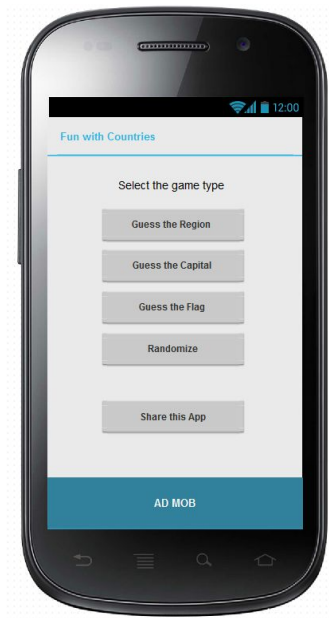 12:00
Fun with Countries
Select the game type
Guess the Region
Guess the Capital
Guess the Flag
Randomize
Share this App
AD MOB